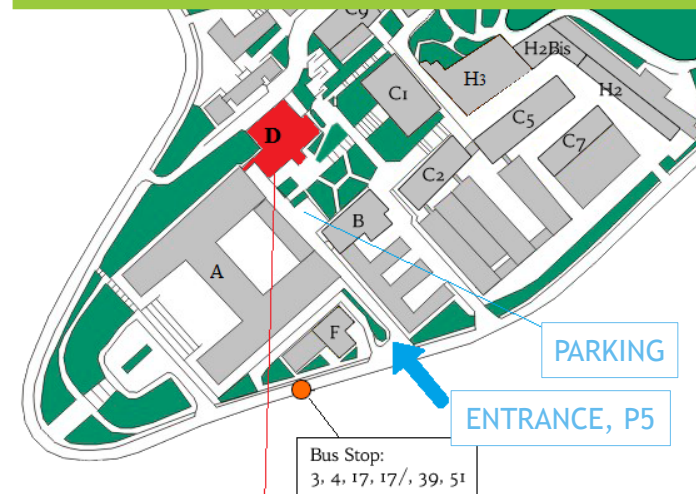 C9
H2Bis
H3
H2
C1
C5
D
C7
C2
B
A
F
PARKING
ENTRANCE, P5
Bus Stop:
3, 4, 17, 17/, 39, 51